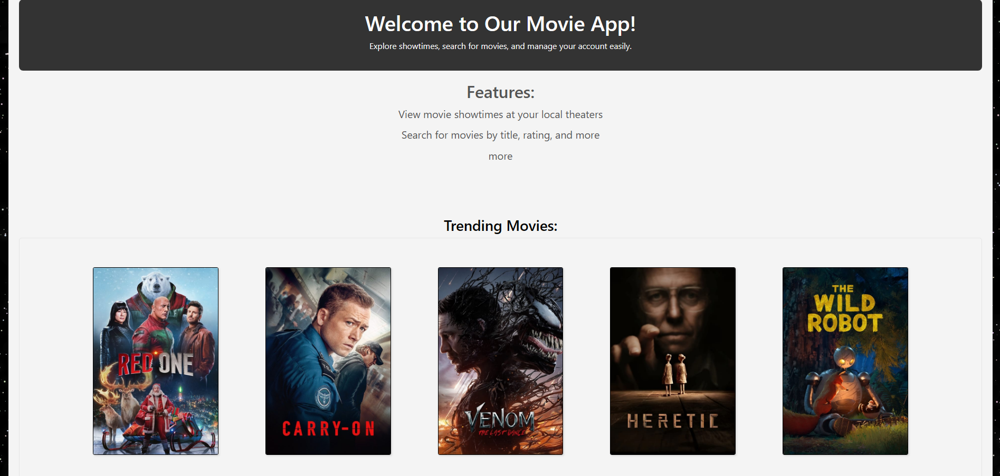 Welcome to Our Movie App!
Explore showtimes, search for movies, and manage your account easily.
Features:
View movie showtimes at your local theaters
Search for movies by title, rating, and more
more
Trending Movies:
RED ONE
CARRY-ON
VENOM
THE LAST DANCE
HERETIC
THE
WILD
ROBOT